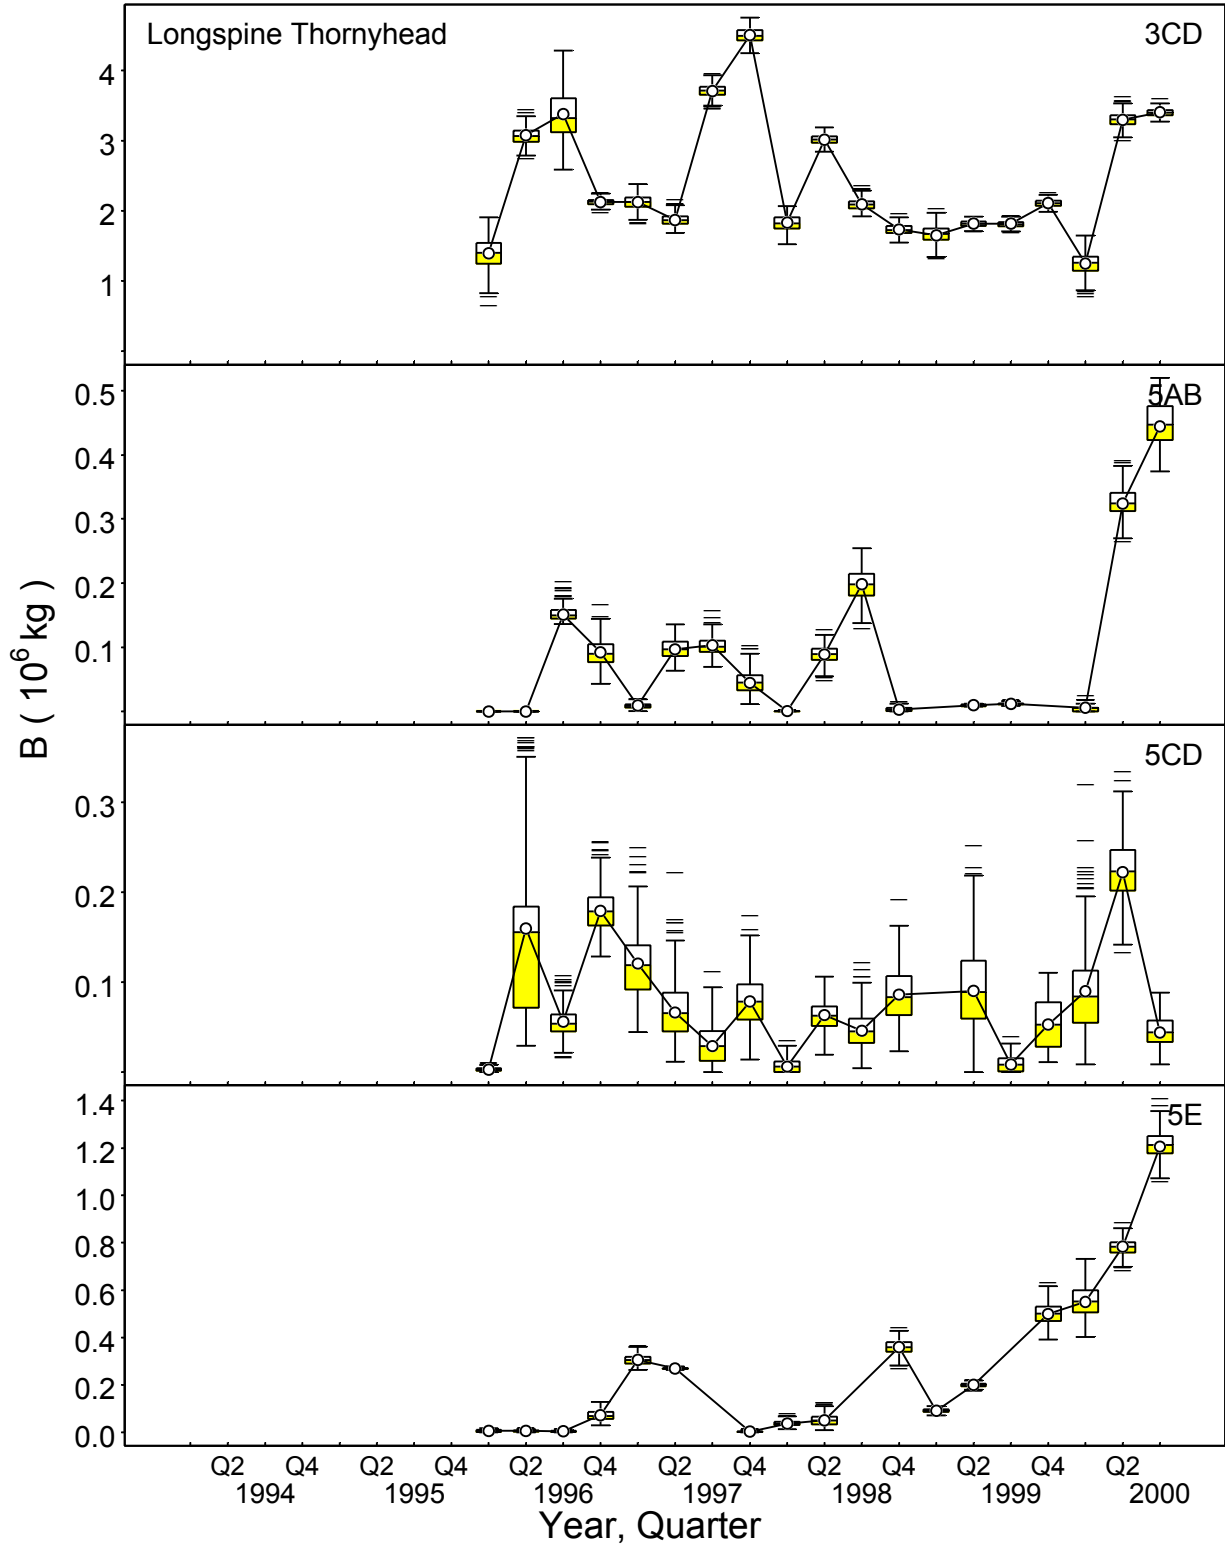 Longspine Thornyhead 3CD
4
3
2
1
5AB
0.5
0.4
0.3
0.2
0.1
5CD
0.3
0.2
0.1
5E
1.4
1.2
1.0
0.8
0.6
0.4
0.2
0.0
B ( 10⁶ kg )
Q2 Q4 Q2 Q4 Q2 Q4 Q2 Q4 Q2 Q4 Q2 Q4 Q2
1994 1995 1996 1997 1998 1999 2000
Year, Quarter